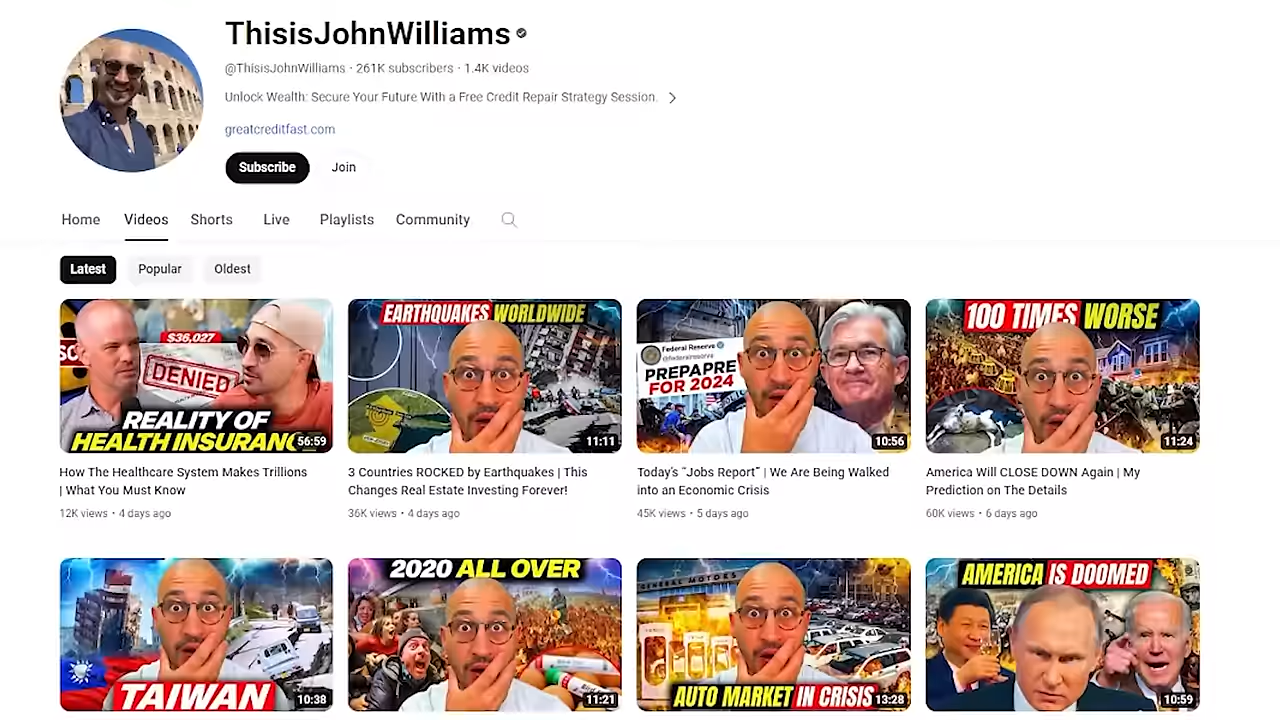 ThisisJohnWilliams
@ThisisJohnWilliams · 261K subscribers · 1.4K videos
Unlock Wealth: Secure Your Future With a Free Credit Repair Strategy Session.
greatcreditfast.com
Subscribe Join
Home Videos Shorts Live Playlists Community
Latest Popular Oldest
$36,027
DENIED
REALITY OF
HEALTH INSURANC
56:59
EARTHQUAKES WORLDWIDE
11:11
Federal Reserve
@federalreserve
PREPAPRE
FOR 2024
10:56
100 TIMES WORSE
11:24
How The Healthcare System Makes Trillions
| What You Must Know
12K views · 4 days ago
3 Countries ROCKED by Earthquakes | This
Changes Real Estate Investing Forever!
36K views · 4 days ago
Today's "Jobs Report" | We Are Being Walked
into an Economic Crisis
45K views · 5 days ago
America Will CLOSE DOWN Again | My
Prediction on The Details
60K views · 6 days ago
TAIWAN
10:38
2020 ALL OVER
11:21
GENERAL MOTORS
AUTO MARKET IN CRISIS
13:28
AMERICA IS DOOMED
10:59